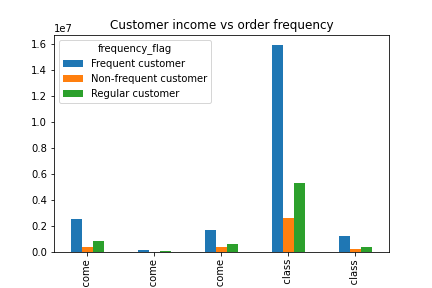 Customer income vs order frequency
1e7
frequency_flag
Frequent customer
Non-frequent customer
Regular customer
1.6
1.4
1.2
1.0
0.8
0.6
0.4
0.2
0.0
come
come
come
class
class